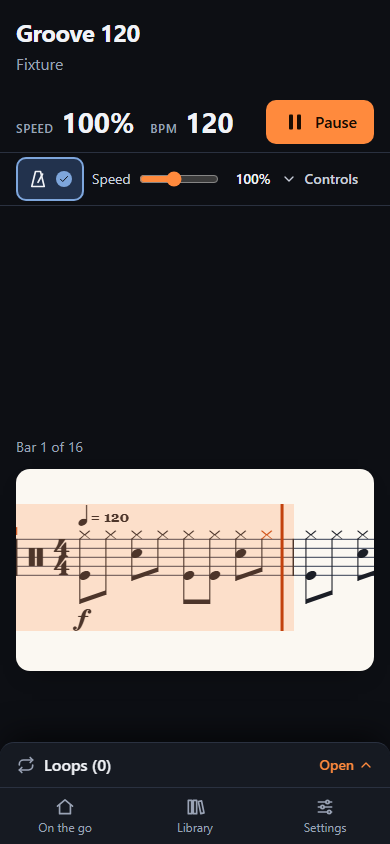 Groove 120
Fixture
SPEED 100% BPM 120 Pause
Speed 100% Controls
Bar 1 of 16
= 120
4
4
f
Loops (0) Open
On the go Library Settings